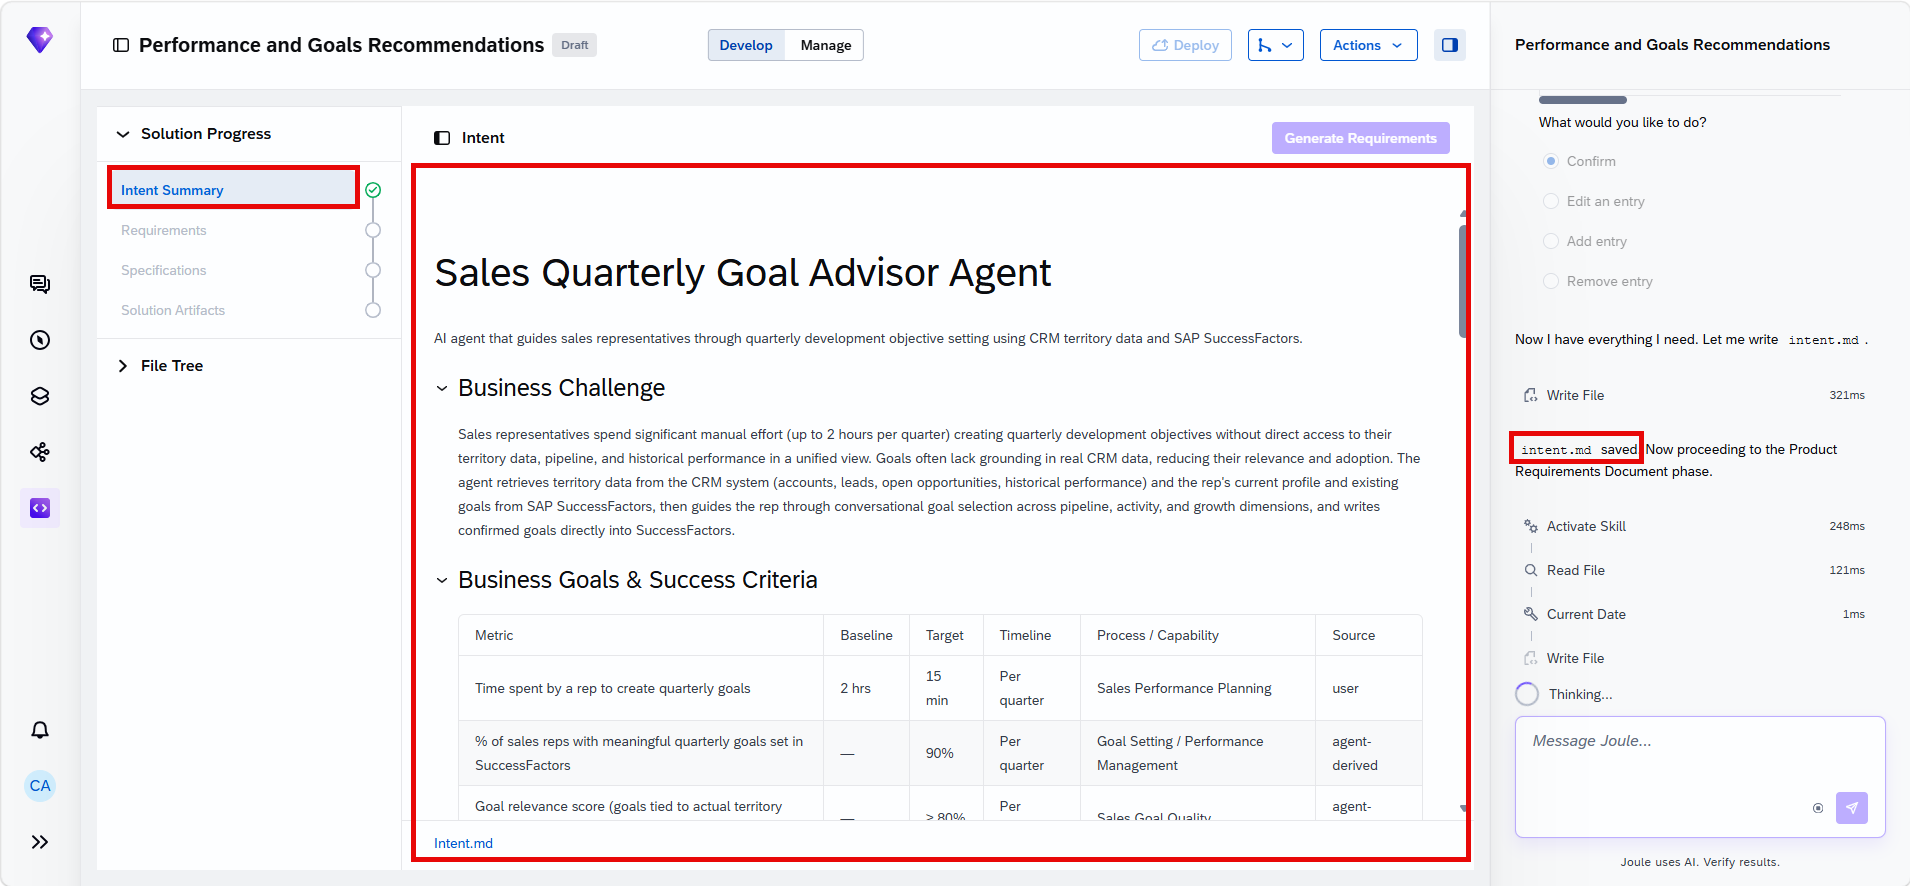 Performance and Goals Recommendations
Draft
Develop
Manage
Deploy
Actions
Performance and Goals Recommendations
Solution Progress
Intent Summary
Requirements
Specifications
Solution Artifacts
File Tree
CA
Intent
Generate Requirements
Sales Quarterly Goal Advisor Agent
AI agent that guides sales representatives through quarterly development objective setting using CRM territory data and SAP SuccessFactors.
Business Challenge
Sales representatives spend significant manual effort (up to 2 hours per quarter) creating quarterly development objectives without direct access to their
territory data, pipeline, and historical performance in a unified view. Goals often lack grounding in real CRM data, reducing their relevance and adoption. The
agent retrieves territory data from the CRM system (accounts, leads, open opportunities, historical performance) and the rep's current profile and existing
goals from SAP SuccessFactors, then guides the rep through conversational goal selection across pipeline, activity, and growth dimensions, and writes
confirmed goals directly into SuccessFactors.
Business Goals & Success Criteria
Metric Baseline Target Timeline Process / Capability Source
Time spent by a rep to create quarterly goals 2 hrs 15 min Per quarter Sales Performance Planning user
% of sales reps with meaningful quarterly goals set in SuccessFactors — 90% Per quarter Goal Setting / Performance Management agent-derived
Goal relevance score (goals tied to actual territory — ≥ 80% Per Sales Goal Quality agent-
Intent.md
What would you like to do?
Confirm
Edit an entry
Add entry
Remove entry
Now I have everything I need. Let me write intent.md.
Write File 321ms
intent.md saved. Now proceeding to the Product
Requirements Document phase.
Activate Skill 248ms
Read File 121ms
Current Date 1ms
Write File
Thinking...
Message Joule...
Joule uses AI. Verify results.